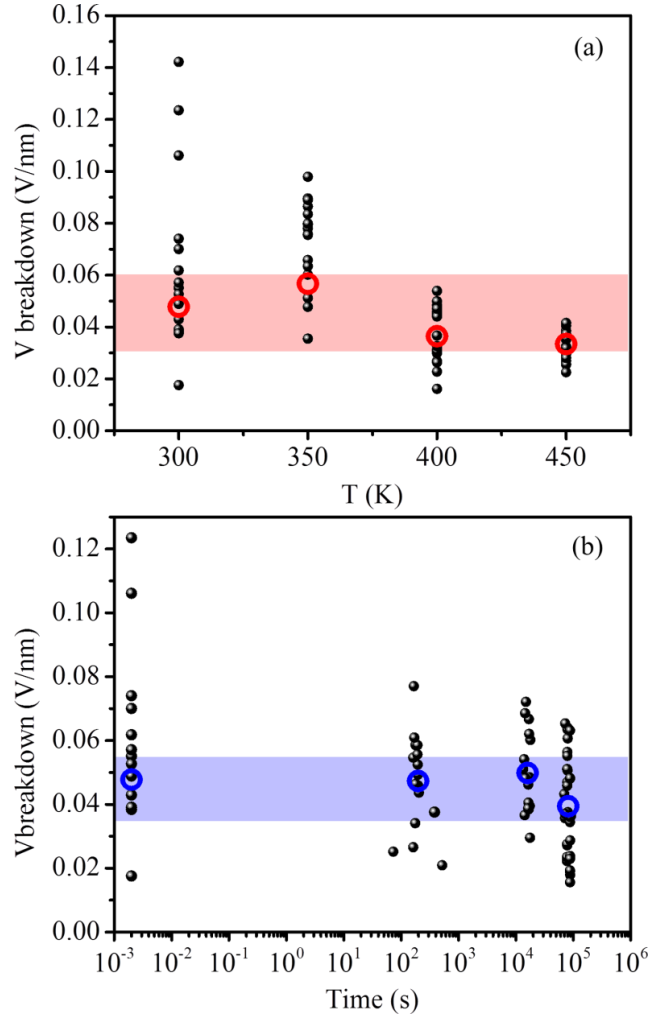 0.16
(a)
0.14
0.12
0.10
0.08
0.06
0.04
0.02
0.00
V breakdown (V/nm)
300 350 400 450
T (K)
(b)
0.12
0.10
0.08
0.06
0.04
0.02
0.00
Vbreakdown (V/nm)
10⁻³ 10⁻² 10⁻¹ 10⁰ 10¹ 10² 10³ 10⁴ 10⁵ 10⁶
Time (s)